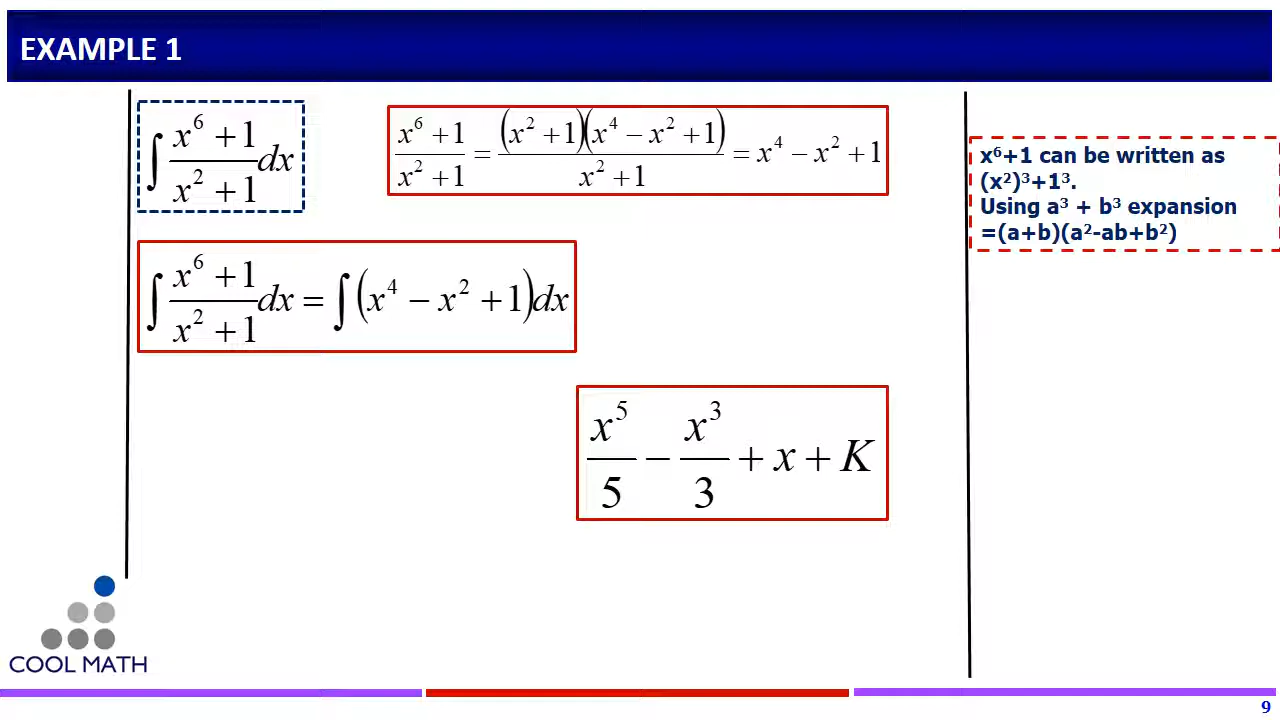 EXAMPLE 1
∫ (x⁶ + 1)/(x² + 1) dx
(x⁶ + 1)/(x² + 1) = (x² + 1)(x⁴ − x² + 1)/(x² + 1) = x⁴ − x² + 1
x⁶+1 can be written as
(x²)³+1³.
Using a³ + b³ expansion
=(a+b)(a²-ab+b²)
∫ (x⁶ + 1)/(x² + 1) dx = ∫ (x⁴ − x² + 1)dx
x⁵/5 − x³/3 + x + K
COOL MATH
9